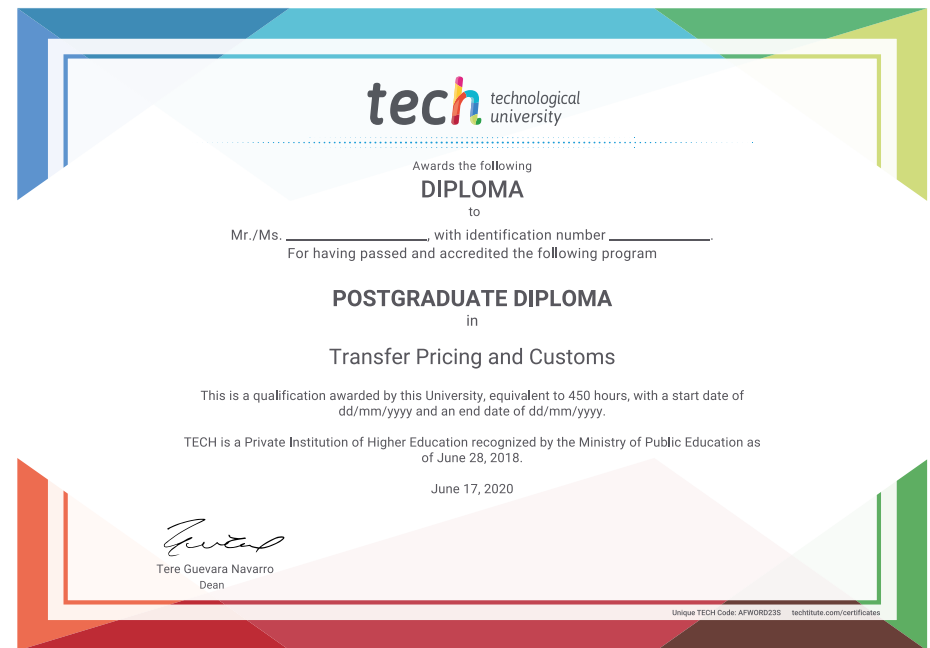 tech technological
university
Awards the following
DIPLOMA
to
Mr./Ms. ____________________, with identification number ______________.
For having passed and accredited the following program
POSTGRADUATE DIPLOMA
in
Transfer Pricing and Customs
This is a qualification awarded by this University, equivalent to 450 hours, with a start date of
dd/mm/yyyy and an end date of dd/mm/yyyy.
TECH is a Private Institution of Higher Education recognized by the Ministry of Public Education as
of June 28, 2018.
June 17, 2020
Tere Guevara Navarro
Dean
Unique TECH Code: AFWORD23S techtitute.com/certificates